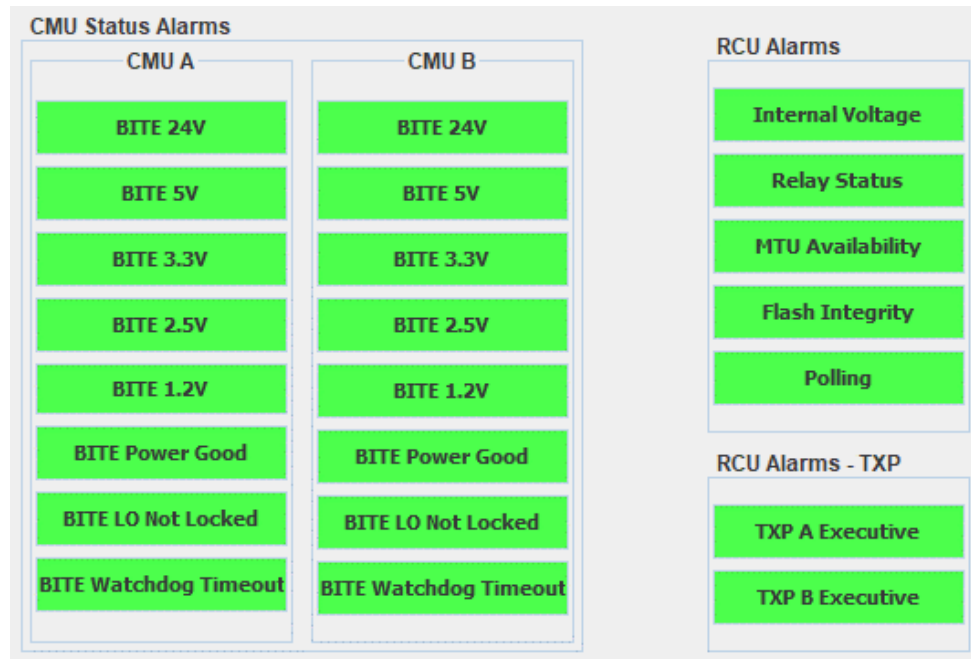 CMU Status Alarms
CMU A
BITE 24V
BITE 5V
BITE 3.3V
BITE 2.5V
BITE 1.2V
BITE Power Good
BITE LO Not Locked
BITE Watchdog Timeout
CMU B
BITE 24V
BITE 5V
BITE 3.3V
BITE 2.5V
BITE 1.2V
BITE Power Good
BITE LO Not Locked
BITE Watchdog Timeout
RCU Alarms
Internal Voltage
Relay Status
MTU Availability
Flash Integrity
Polling
RCU Alarms - TXP
TXP A Executive
TXP B Executive